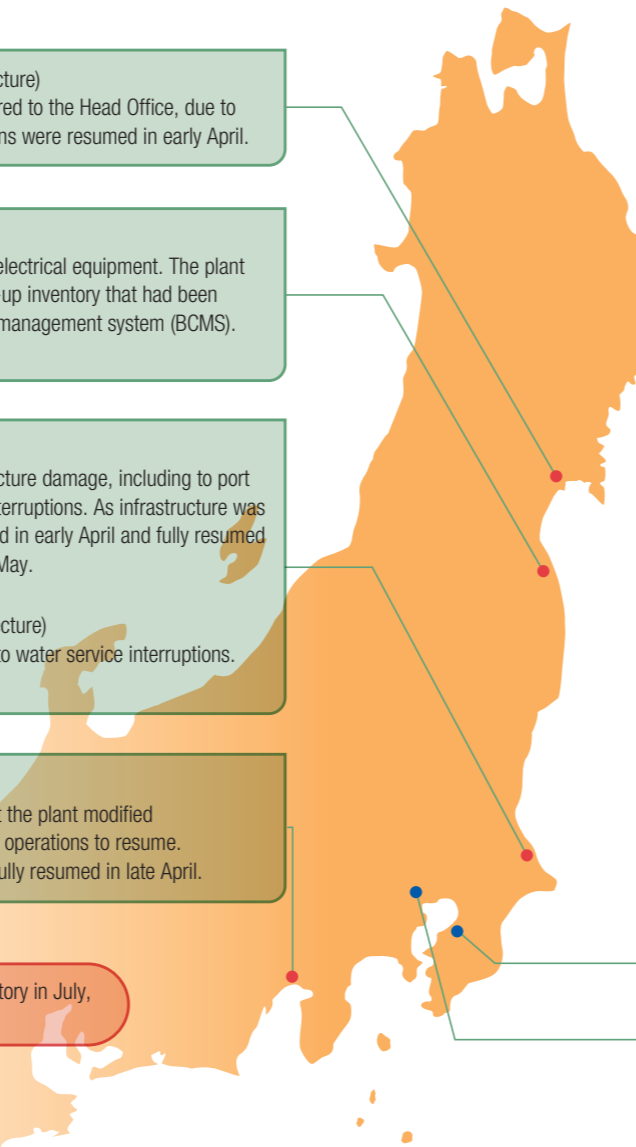 cture)
red to the Head Office, due to
ns were resumed in early April.
electrical equipment. The plant
-up inventory that had been
management system (BCMS).
cture damage, including to port
terruptions. As infrastructure was
d in early April and fully resumed
May.
cture)
to water service interruptions.
t the plant modified
operations to resume.
fully resumed in late April.
tory in July,